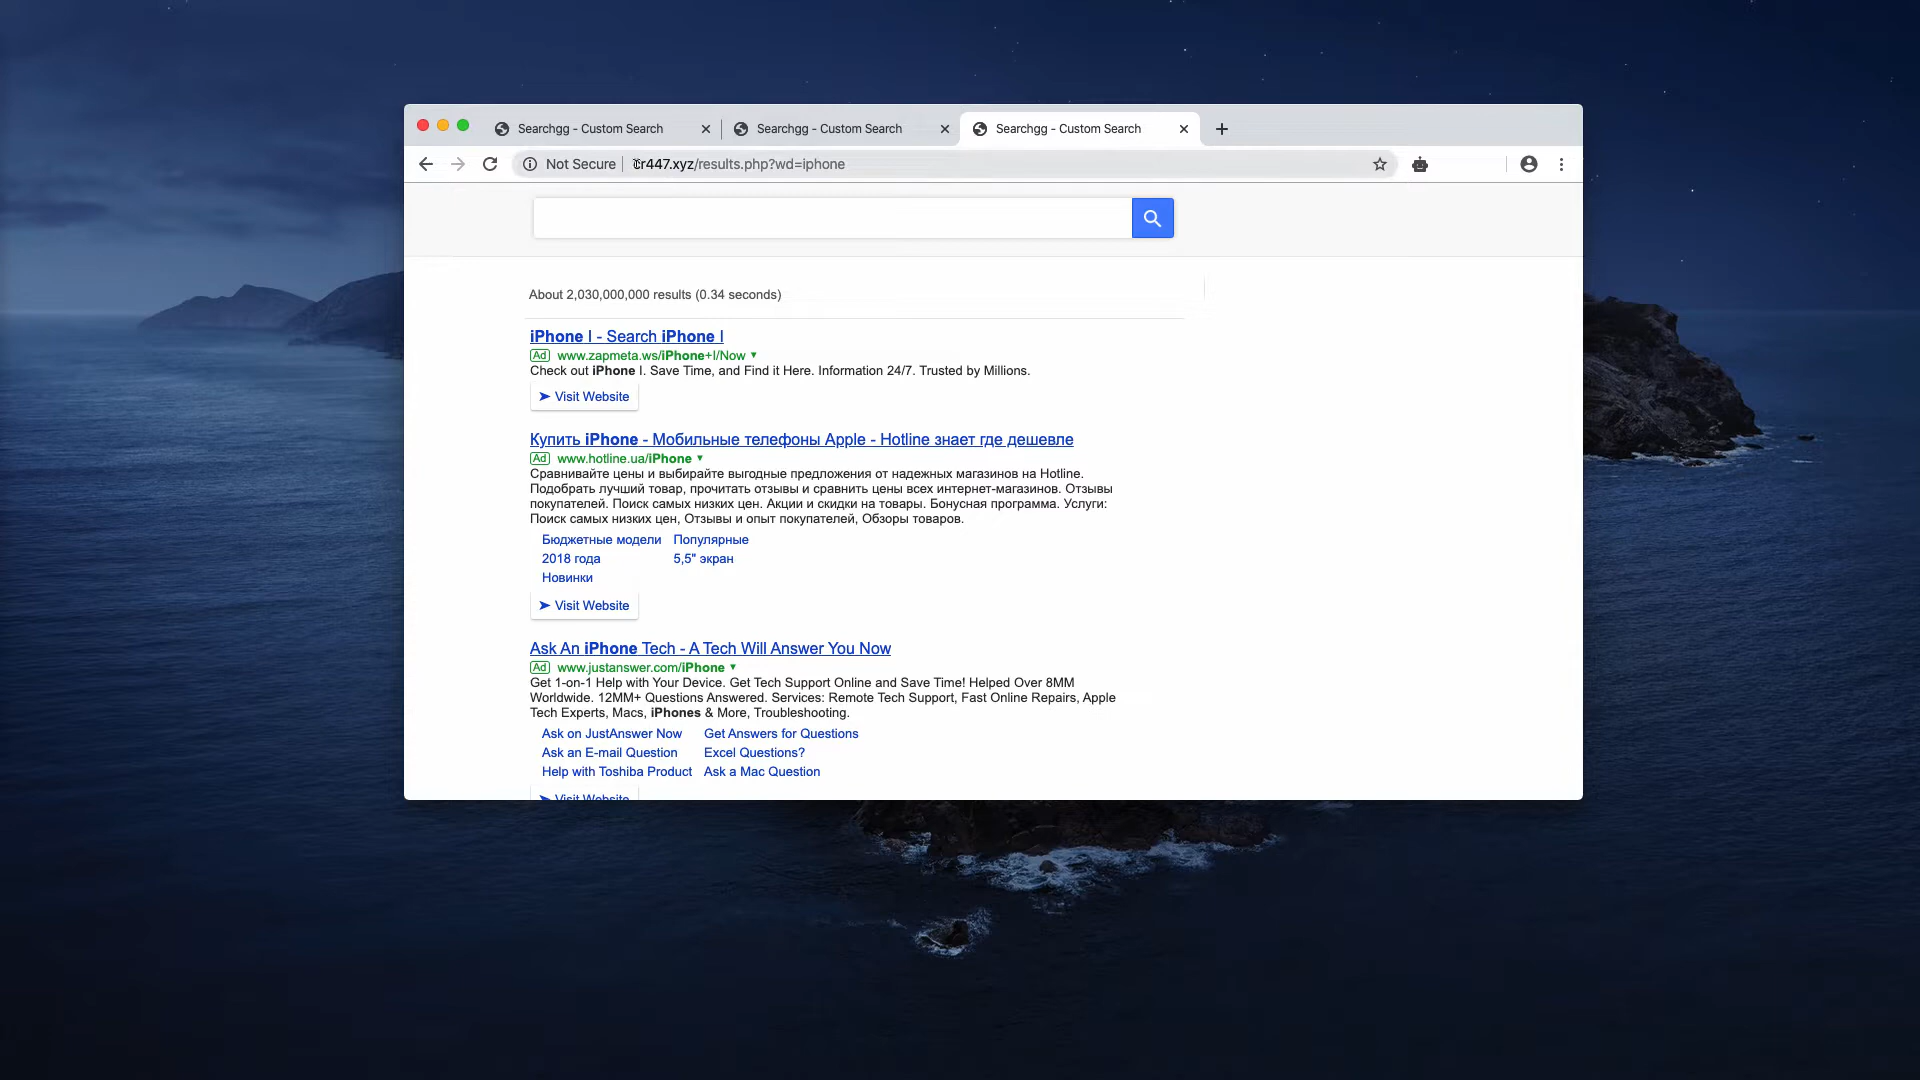 Searchgg - Custom Search
Searchgg - Custom Search
Searchgg - Custom Search
Not Secure
cr447.xyz/results.php?wd=iphone
About 2,030,000,000 results (0.34 seconds)
iPhone I - Search iPhone I
Ad www.zapmeta.ws/iPhone+I/Now
Check out iPhone I. Save Time, and Find it Here. Information 24/7. Trusted by Millions.
Visit Website
Купить iPhone - Мобильные телефоны Apple - Hotline знает где дешевле
Ad www.hotline.ua/iPhone
Сравнивайте цены и выбирайте выгодные предложения от надежных магазинов на Hotline.
Подобрать лучший товар, прочитать отзывы и сравнить цены всех интернет-магазинов. Отзывы
покупателей. Поиск самых низких цен. Акции и скидки на товары. Бонусная программа. Услуги:
Поиск самых низких цен, Отзывы и опыт покупателей, Обзоры товаров.
Бюджетные модели Популярные
2018 года 5,5" экран
Новинки
Visit Website
Ask An iPhone Tech - A Tech Will Answer You Now
Ad www.justanswer.com/iPhone
Get 1-on-1 Help with Your Device. Get Tech Support Online and Save Time! Helped Over 8MM
Worldwide. 12MM+ Questions Answered. Services: Remote Tech Support, Fast Online Repairs, Apple
Tech Experts, Macs, iPhones & More, Troubleshooting.
Ask on JustAnswer Now Get Answers for Questions
Ask an E-mail Question Excel Questions?
Help with Toshiba Product Ask a Mac Question
Visit Website